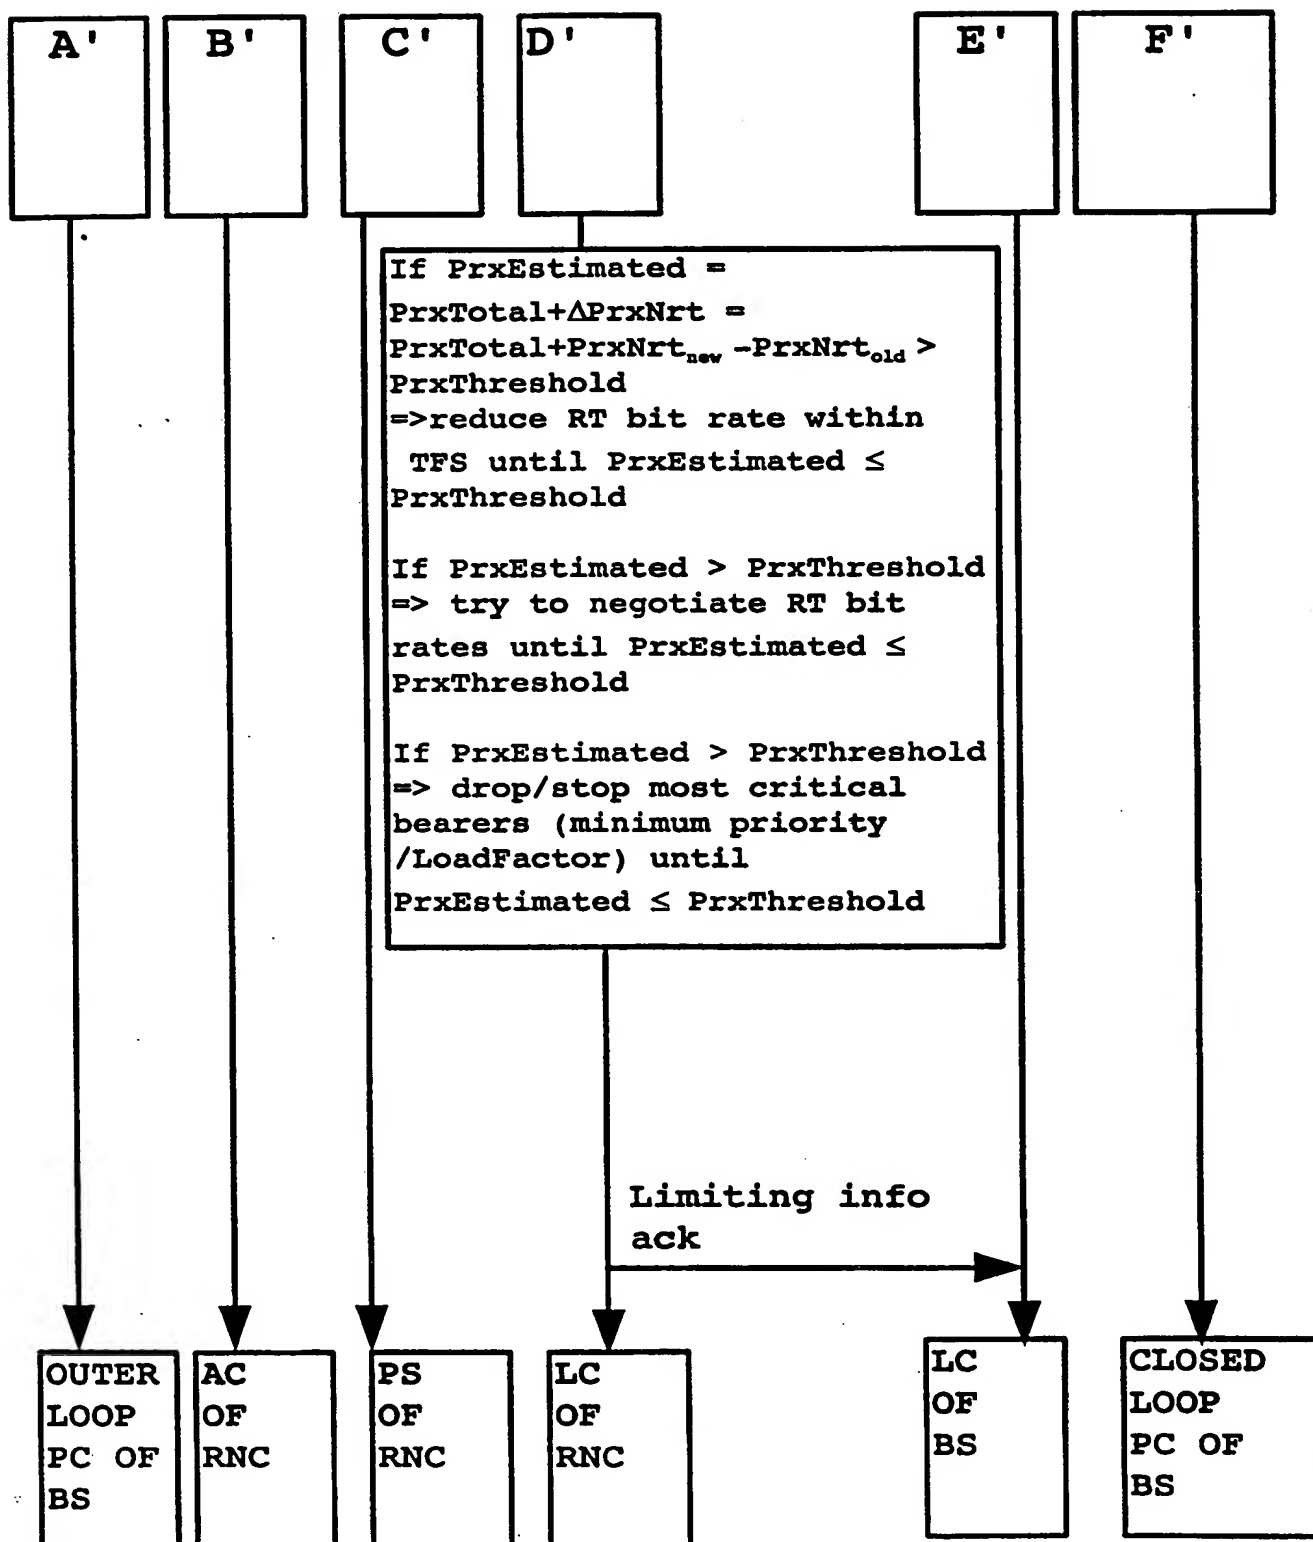 A'
B'
C'
D'
E'
F'
If PrxEstimated =
PrxTotal+ΔPrxNrt =
PrxTotal+PrxNrt_new -PrxNrt_old >
PrxThreshold
=>reduce RT bit rate within
TFS until PrxEstimated ≤
PrxThreshold
If PrxEstimated > PrxThreshold
=> try to negotiate RT bit
rates until PrxEstimated ≤
PrxThreshold
If PrxEstimated > PrxThreshold
=> drop/stop most critical
bearers (minimum priority
/LoadFactor) until
PrxEstimated ≤ PrxThreshold
Limiting info
ack
OUTER
LOOP
PC OF
BS
AC
OF
RNC
PS
OF
RNC
LC
OF
RNC
LC
OF
BS
CLOSED
LOOP
PC OF
BS